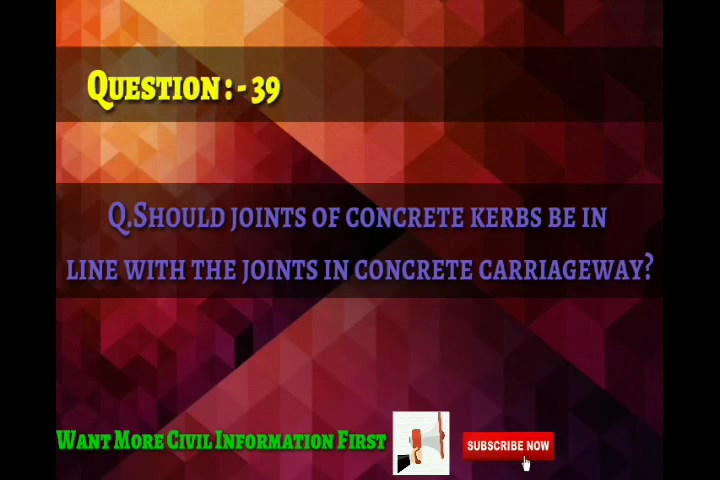 Question : - 39
Q.Should joints of concrete kerbs be in
line with the joints in concrete carriageway?
Want More Civil Information First
SUBSCRIBE NOW